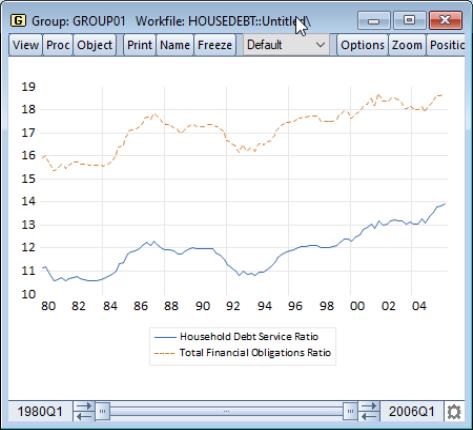 G Group: GROUP01 Workfile: HOUSEDEBT::Untitled\
View Proc Object Print Name Freeze Default Options Zoom Positic
19
18
17
16
15
14
13
12
11
10
80 82 84 86 88 90 92 94 96 98 00 02 04
Household Debt Service Ratio
Total Financial Obligations Ratio
1980Q1 2006Q1